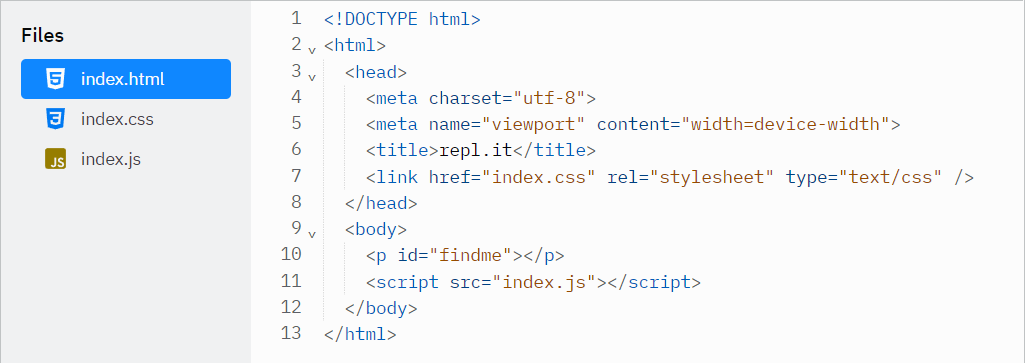 Files
index.html
index.css
JS index.js
1 <!DOCTYPE html>
2 <html>
3 <head>
4 <meta charset="utf-8">
5 <meta name="viewport" content="width=device-width">
6 <title>repl.it</title>
7 <link href="index.css" rel="stylesheet" type="text/css" />
8 </head>
9 <body>
10 <p id="findme"></p>
11 <script src="index.js"></script>
12 </body>
13 </html>